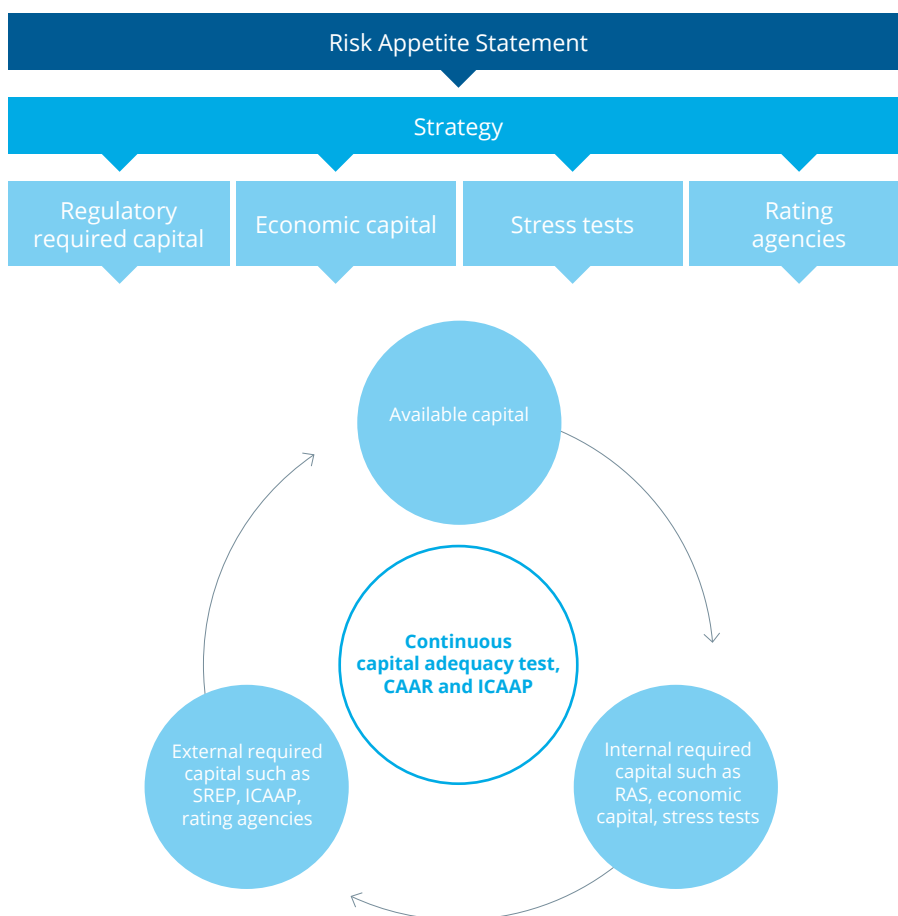 Risk Appetite Statement
Strategy
Regulatory
required capital
Economic capital
Stress tests
Rating
agencies
Available capital
Continuous
capital adequacy test,
CAAR and ICAAP
External required
capital such as
SREP, ICAAP,
rating agencies
Internal required
capital such as
RAS, economic
capital, stress tests